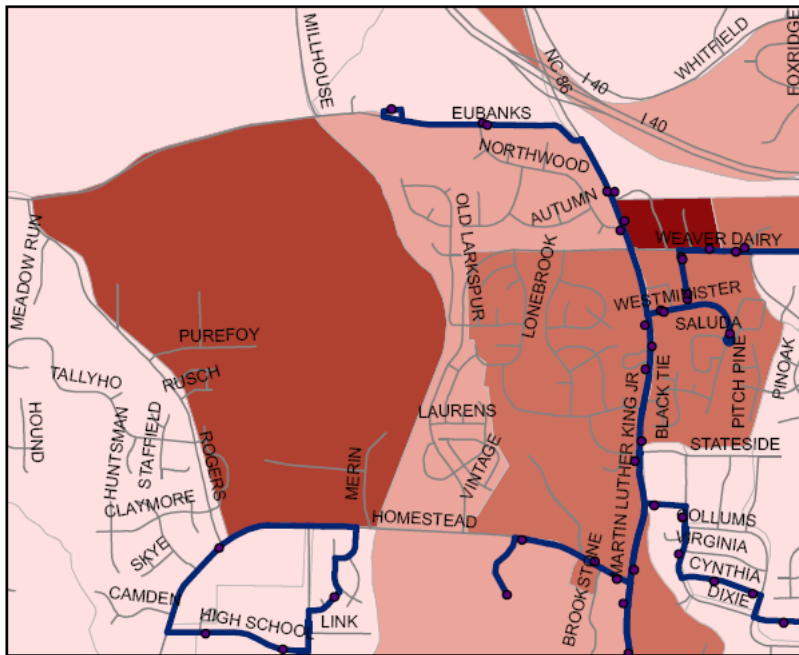 MILLHOUSE
NC 86
I 40
WHITFIELD
FOXRIDGE
EUBANKS
I 40
NORTHWOOD
AUTUMN
OLD LARKSPUR
LONEBROOK
WEAVER DAIRY
MEADOW RUN
WESTMINISTER
SALUDA
PUREFOY
TALLYHO
RUSCH
BLACK TIE
PITCH PINE
PINOAK
HOUND
HUNTSMAN
STAFFIELD
ROGERS
LAURENS
MARTIN LUTHER KING JR
STATESIDE
VINTAGE
MERIN
CLAYMORE
HOMESTEAD
COLLUMS
VIRGINIA
SKYE
BROOKSTONE
CYNTHIA
CAMDEN
DIXIE
HIGH SCHOOL
LINK